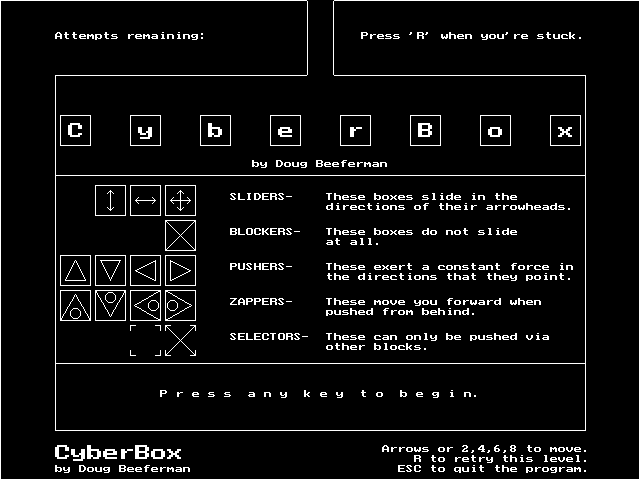 Attempts remaining:
Press 'R' when you're stuck.
C y b e r B o x
by Doug Beeferman
SLIDERS- These boxes slide in the
directions of their arrowheads.
BLOCKERS- These boxes do not slide
at all.
PUSHERS- These exert a constant force in
the directions that they point.
ZAPPERS- These move you forward when
pushed from behind.
SELECTORS- These can only be pushed via
other blocks.
Press any key to begin.
CyberBox
by Doug Beeferman
Arrows or 2,4,6,8 to move.
R to retry this level.
ESC to quit the program.